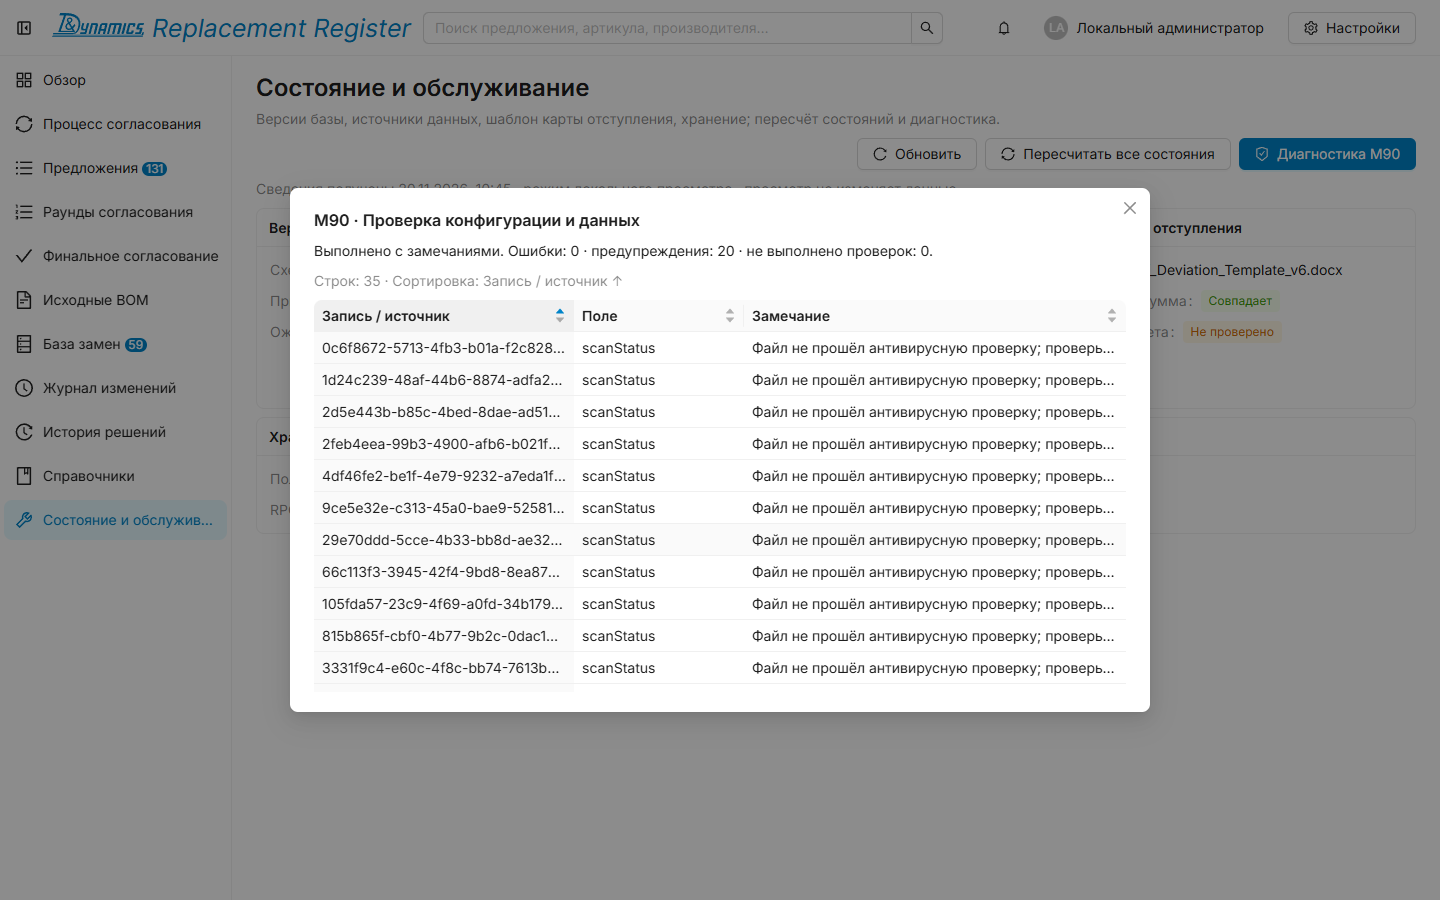 Dynamics Replacement Register
Поиск предложения, артикула, производителя...
LA Локальный администратор
Настройки
Обзор
Процесс согласования
Предложения 131
Раунды согласования
Финальное согласование
Исходные BOM
База замен 59
Журнал изменений
История решений
Справочники
Состояние и обслужив...
Состояние и обслуживание
Версии базы, источники данных, шаблон карты отступления, хранение; пересчёт состояний и диагностика.
Обновить
Пересчитать все состояния
Диагностика M90
отступления
_Deviation_Template_v6.docx
Совпадает
Не проверено
M90 · Проверка конфигурации и данных
Выполнено с замечаниями. Ошибки: 0 · предупреждения: 20 · не выполнено проверок: 0.
Строк: 35 · Сортировка: Запись / источник ↑
Запись / источник Поле Замечание
0c6f8672-5713-4fb3-b01a-f2c828... scanStatus Файл не прошёл антивирусную проверку; проверь...
1d24c239-48af-44b6-8874-adfa2... scanStatus Файл не прошёл антивирусную проверку; проверь...
2d5e443b-b85c-4bed-8dae-ad51... scanStatus Файл не прошёл антивирусную проверку; проверь...
2feb4eea-99b3-4900-afb6-b021f... scanStatus Файл не прошёл антивирусную проверку; проверь...
4df46fe2-be1f-4e79-9232-a7eda1f... scanStatus Файл не прошёл антивирусную проверку; проверь...
9ce5e32e-c313-45a0-bae9-52581... scanStatus Файл не прошёл антивирусную проверку; проверь...
29e70ddd-5cce-4b33-bb8d-ae32... scanStatus Файл не прошёл антивирусную проверку; проверь...
66c113f3-3945-42f4-9bd8-8ea87... scanStatus Файл не прошёл антивирусную проверку; проверь...
105fda57-23c9-4f69-a0fd-34b179... scanStatus Файл не прошёл антивирусную проверку; проверь...
815b865f-cbf0-4b77-9b2c-0dac1... scanStatus Файл не прошёл антивирусную проверку; проверь...
3331f9c4-e60c-4f8c-bb74-7613b... scanStatus Файл не прошёл антивирусную проверку; проверь...